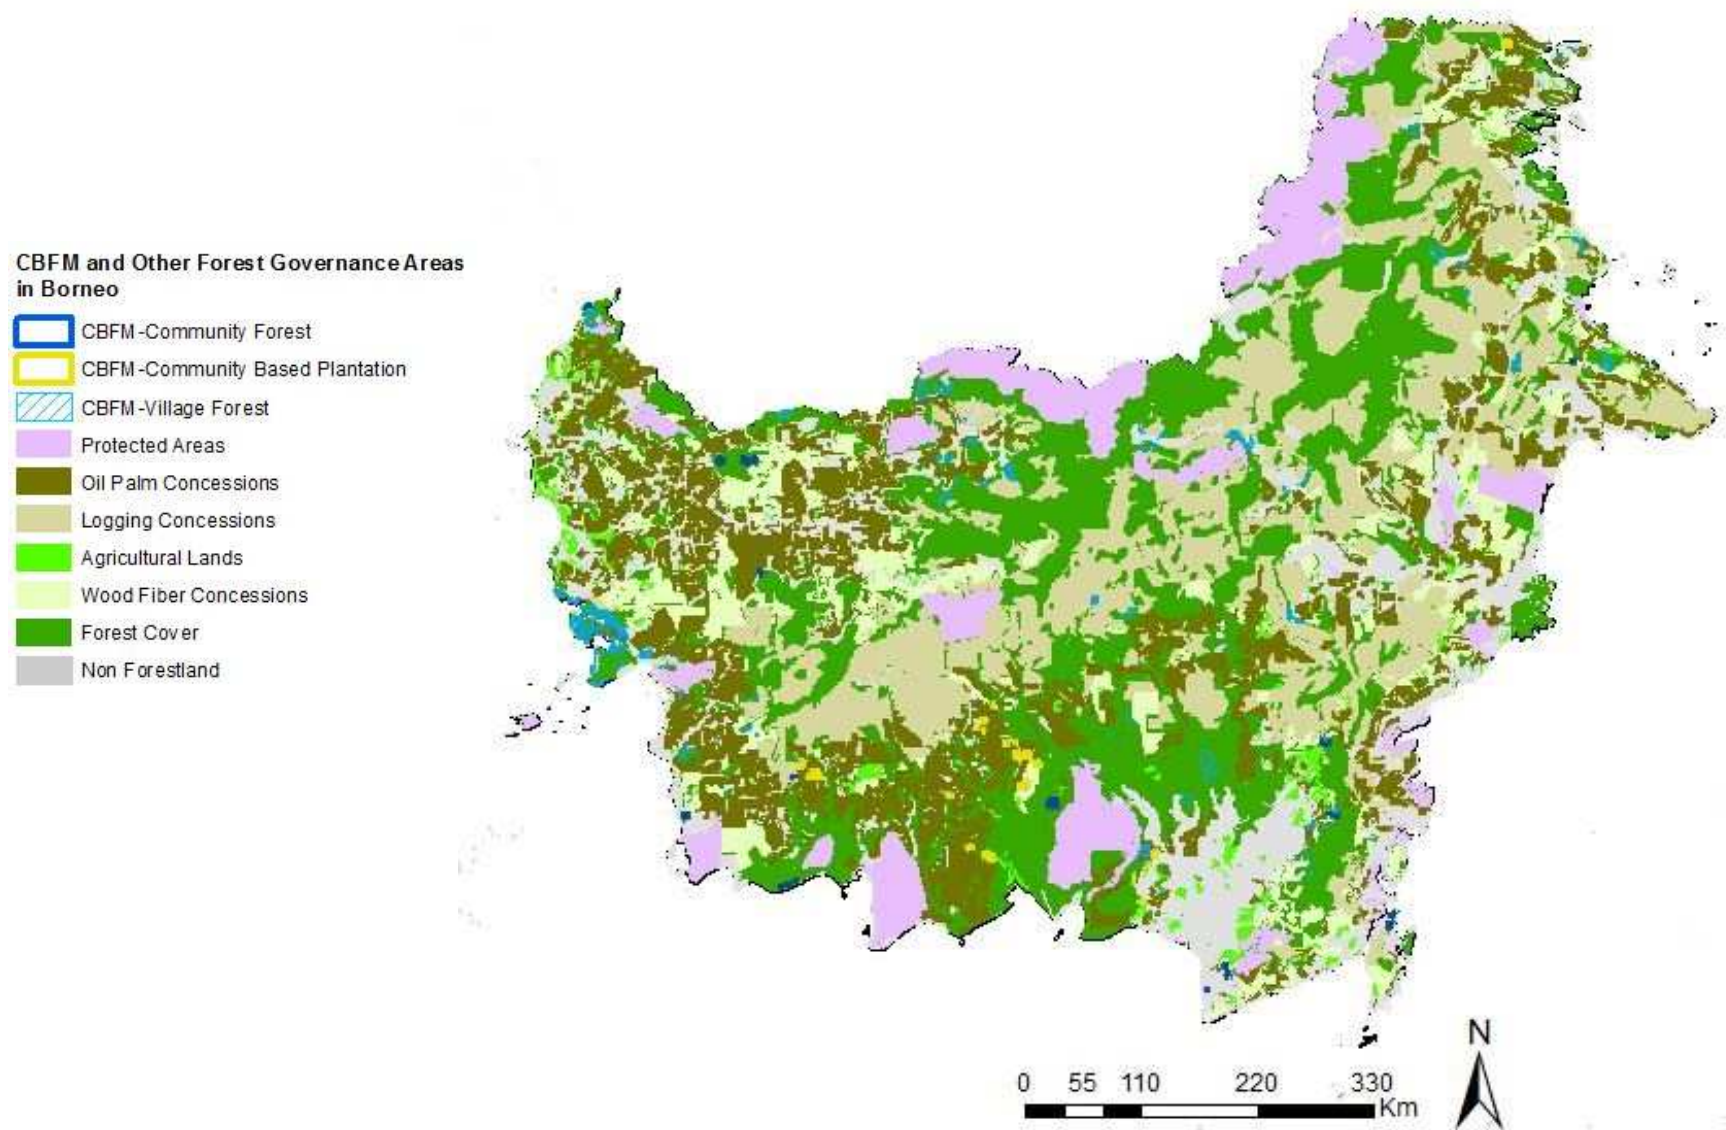 CBFM and Other Forest Governance Areas
in Borneo
CBFM-Community Forest
CBFM-Community Based Plantation
CBFM-Village Forest
Protected Areas
Oil Palm Concessions
Logging Concessions
Agricultural Lands
Wood Fiber Concessions
Forest Cover
Non Forestland
N
0 55 110 220 330
Km